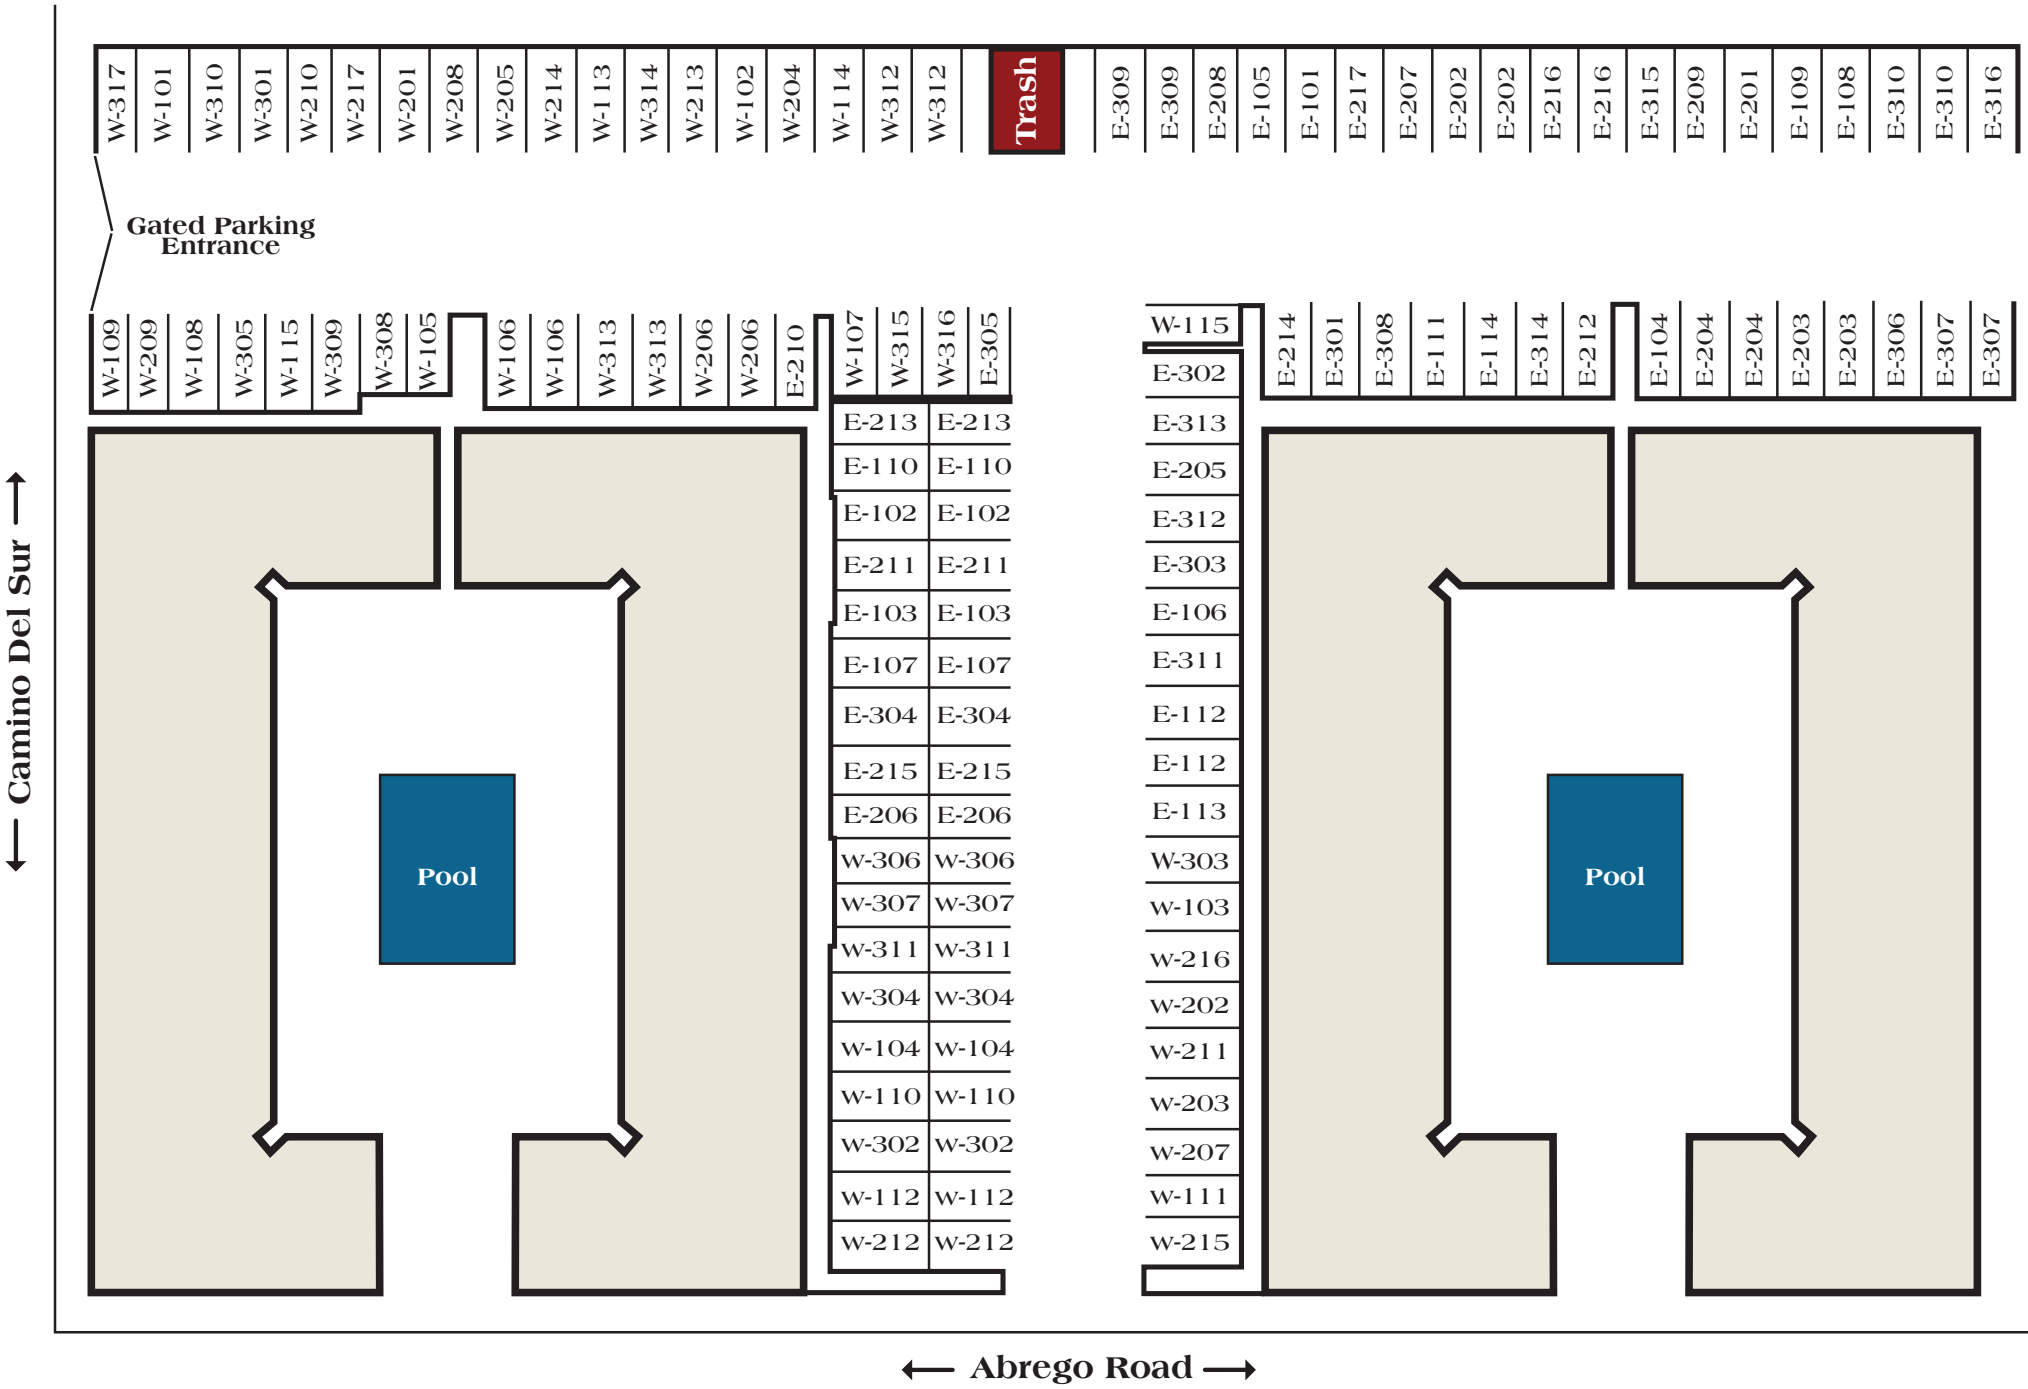 W-317 W-101 W-310 W-301 W-210 W-217 W-201 W-208 W-205 W-214 W-113 W-314 W-213 W-102 W-204 W-114 W-312 W-312 Trash E-309 E-309 E-208 E-105 E-101 E-217 E-207 E-202 E-202 E-216 E-216 E-315 E-209 E-201 E-109 E-108 E-310 E-310 E-316
Gated Parking
Entrance
W-109 W-209 W-108 W-305 W-115 W-309 W-308 W-105 W-106 W-106 W-313 W-313 W-206 W-206 E-210 W-107 W-315 W-316 E-305
W-115
E-214 E-301 E-308 E-111 E-114 E-314 E-212 E-104 E-204 E-204 E-203 E-203 E-306 E-307 E-307
E-213 E-213
E-110 E-110
E-102 E-102
E-211 E-211
E-103 E-103
E-107 E-107
E-304 E-304
E-215 E-215
E-206 E-206
w-306 w-306
w-307 w-307
w-311 w-311
w-304 w-304
w-104 w-104
w-110 w-110
w-302 w-302
w-112 w-112
w-212 w-212
E-302
E-313
E-205
E-312
E-303
E-106
E-311
E-112
E-112
E-113
W-303
w-103
w-216
w-202
w-211
w-203
w-207
w-111
w-215
Pool
Pool
Camino Del Sur
Abrego Road